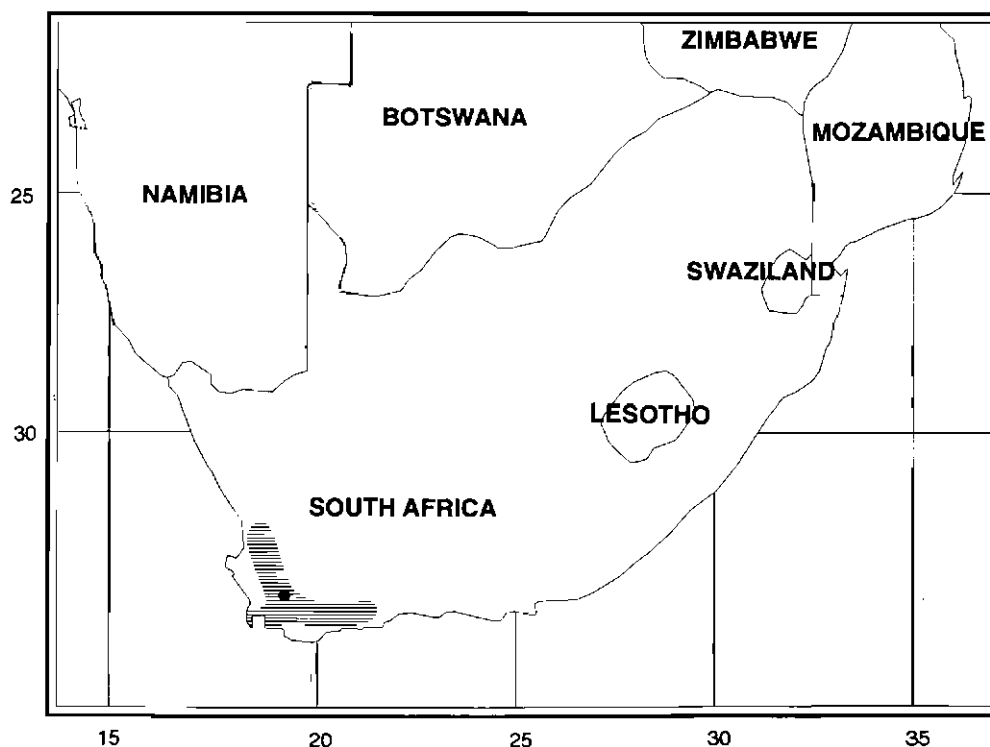 ZIMBABWE
BOTSWANA
MOZAMBIQUE
NAMIBIA
25
SWAZILAND
LESOTHO
30
SOUTH AFRICA
15 20 25 30 35